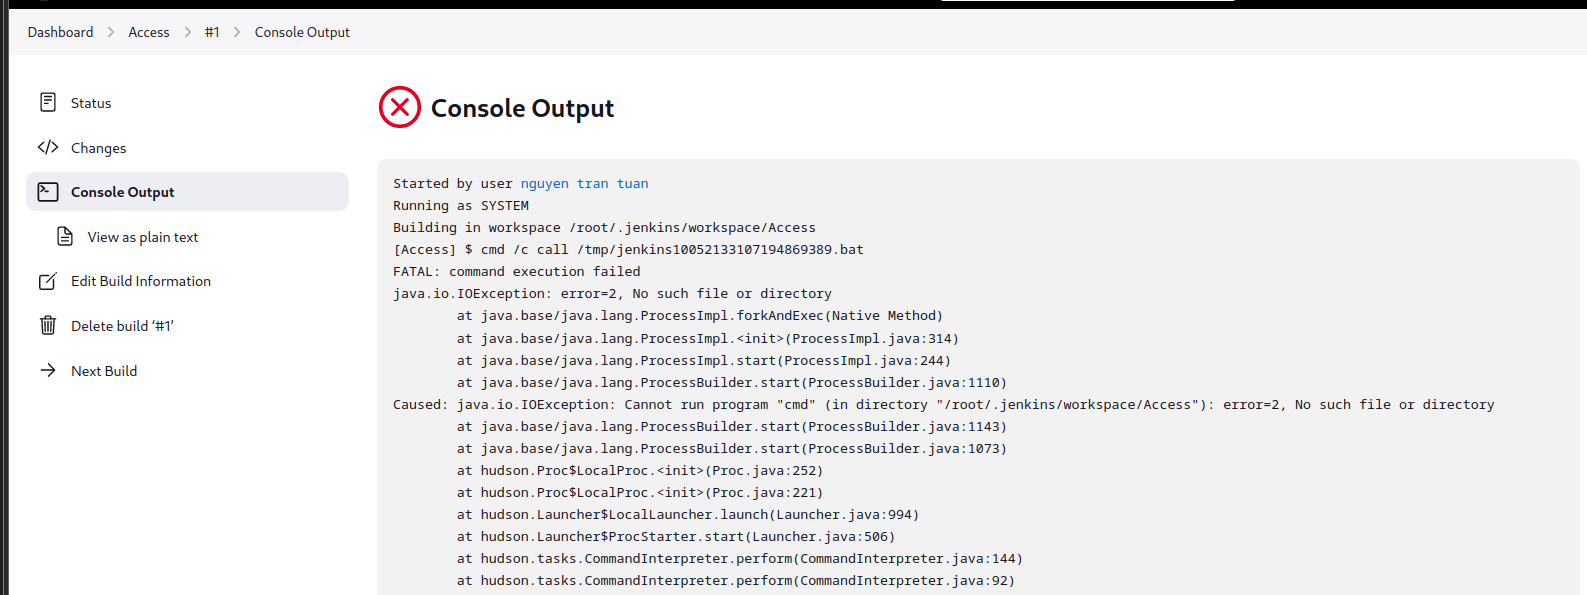 Dashboard > Access > #1 > Console Output
Status
Changes
Console Output
View as plain text
Edit Build Information
Delete build ‘#1’
Next Build
Console Output
Started by user nguyen tran tuan
Running as SYSTEM
Building in workspace /root/.jenkins/workspace/Access
[Access] $ cmd /c call /tmp/jenkins10052133107194869389.bat
FATAL: command execution failed
java.io.IOException: error=2, No such file or directory
at java.base/java.lang.ProcessImpl.forkAndExec(Native Method)
at java.base/java.lang.ProcessImpl.<init>(ProcessImpl.java:314)
at java.base/java.lang.ProcessImpl.start(ProcessImpl.java:244)
at java.base/java.lang.ProcessBuilder.start(ProcessBuilder.java:1110)
Caused: java.io.IOException: Cannot run program "cmd" (in directory "/root/.jenkins/workspace/Access"): error=2, No such file or directory
at java.base/java.lang.ProcessBuilder.start(ProcessBuilder.java:1143)
at java.base/java.lang.ProcessBuilder.start(ProcessBuilder.java:1073)
at hudson.Proc$LocalProc.<init>(Proc.java:252)
at hudson.Proc$LocalProc.<init>(Proc.java:221)
at hudson.Launcher$LocalLauncher.launch(Launcher.java:994)
at hudson.Launcher$ProcStarter.start(Launcher.java:506)
at hudson.tasks.CommandInterpreter.perform(CommandInterpreter.java:144)
at hudson.tasks.CommandInterpreter.perform(CommandInterpreter.java:92)